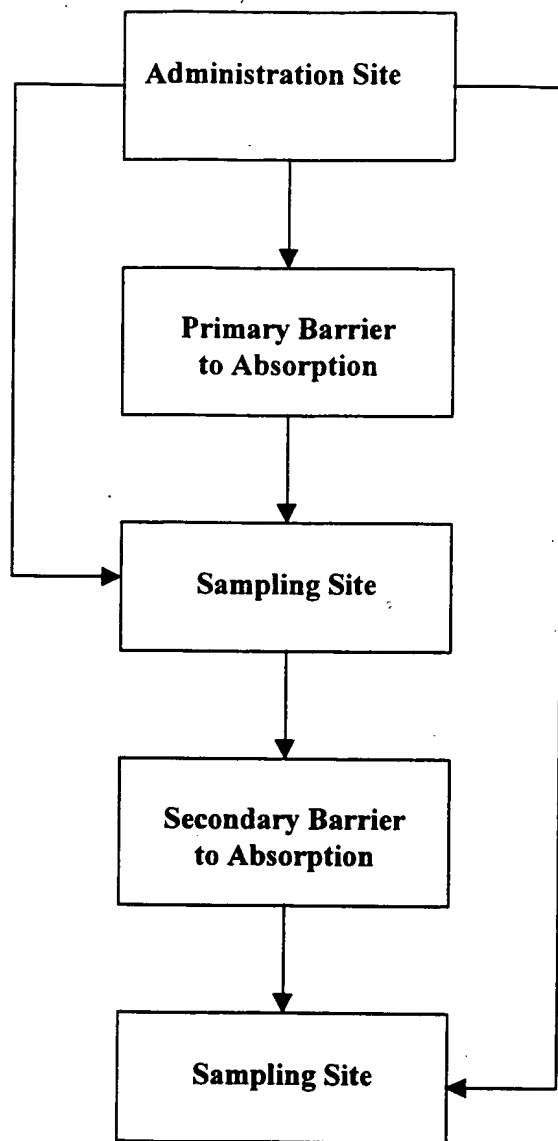 Administration Site
Primary Barrier
to Absorption
Sampling Site
Secondary Barrier
to Absorption
Sampling Site